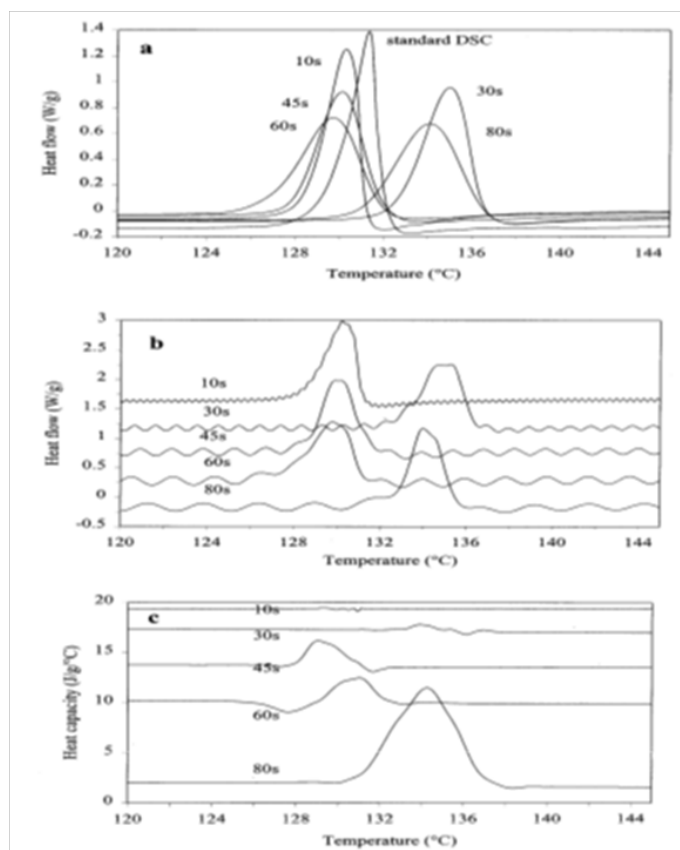 1.4
a
standard DSC
10s
1
30s
0.8
45s
80s
0.6
60s
0.4
0.2
0
-0.2
Heat flow (W/g)
120 124 128 132 136 140 144
Temperature (°C)
3
b
2.5
2
10s
1.5
30s
1
45s
0.5
60s
0
80s
-0.5
Heat flow (W/g)
120 124 128 132 136 140 144
Temperature (°C)
20
c
10s
30s
15
45s
10
60s
5
80s
0
Heat capacity (J/g/°C)
120 124 128 132 136 140 144
Temperature (°C)